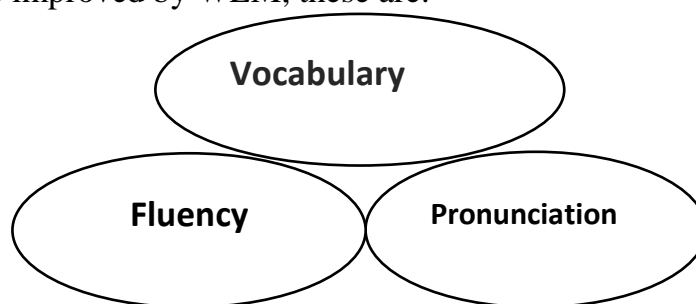 improved by WEM, these are:
Vocabulary
Fluency
Pronunciation